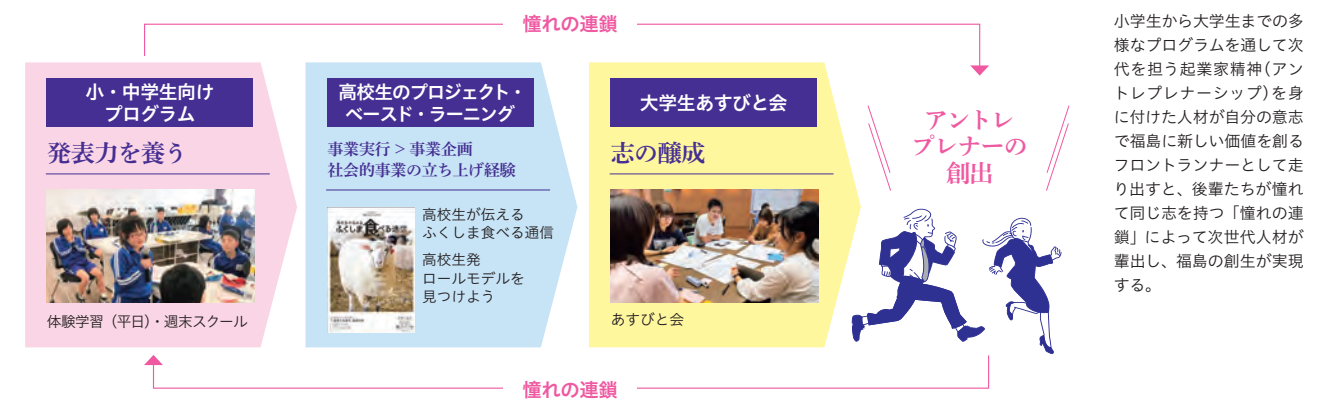 憧れの連鎖
小・中学生向け
プログラム
発表力を養う
体験学習（平日）・週末スクール
高校生のプロジェクト・
ベースド・ラーニング
事業実行 > 事業企画
社会的事業の立ち上げ経験
ふくしま食べる通信
高校生が伝える
ふくしま食べる通信
高校生発
ロールモデルを
見つけよう
大学生あすびと会
志の醸成
あすびと会
アントレ
プレナーの
創出
憧れの連鎖
小学生から大学生までの多
様なプログラムを通して次
代を担う起業家精神（アン
トレプレナーシップ）を身
に付けた人材が自分の意志
で福島に新しい価値を創る
フロントランナーとして走
り出すと、後輩たちが憧れ
て同じ志を持つ「憧れの連
鎖」によって次世代人材が
輩出し、福島の創生が実現
する。